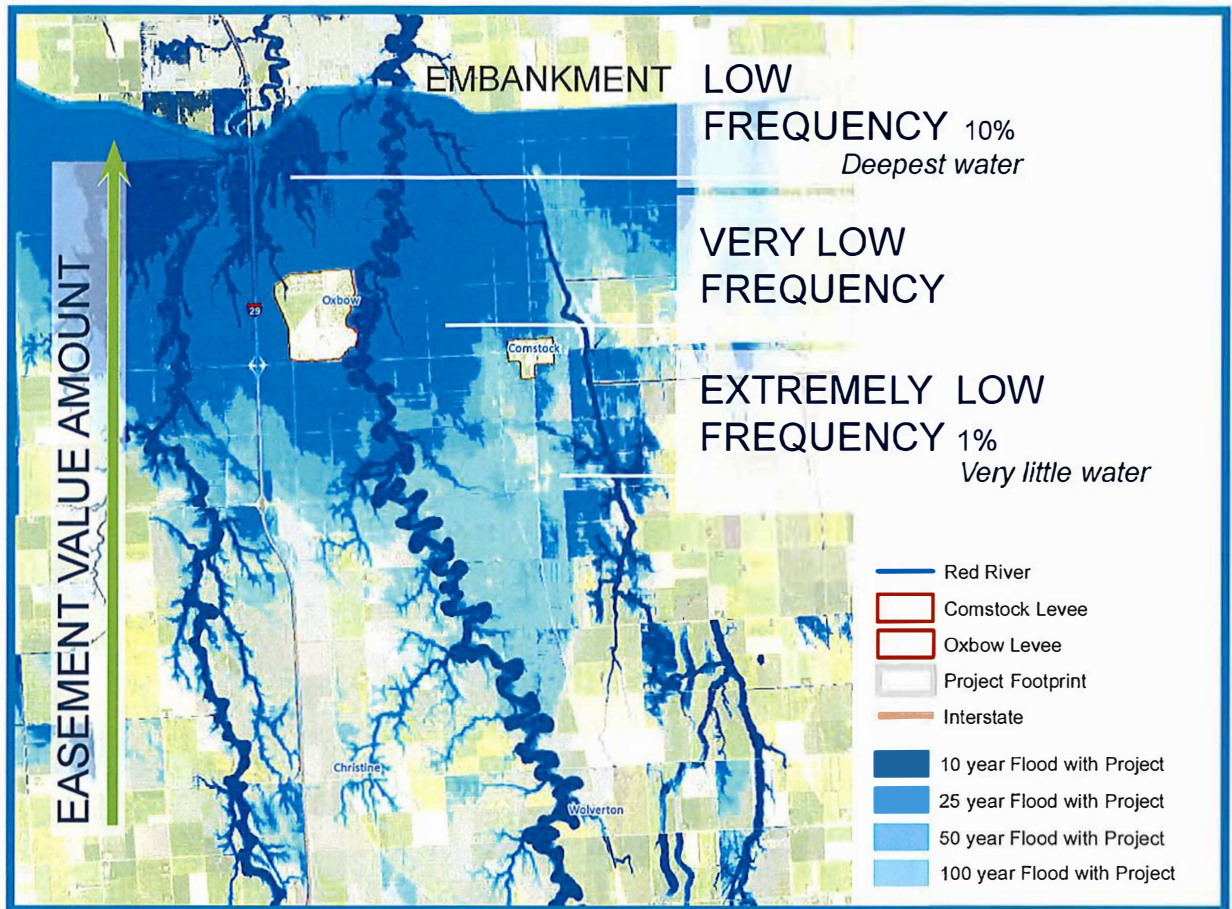 EMBANKMENT
LOW
FREQUENCY 10%
Deepest water
VERY LOW
FREQUENCY
EXTREMELY LOW
FREQUENCY 1%
Very little water
EASEMENT VALUE AMOUNT
29
Oxbow
Comstock
Christine
Wolverton
Red River
Comstock Levee
Oxbow Levee
Project Footprint
Interstate
10 year Flood with Project
25 year Flood with Project
50 year Flood with Project
100 year Flood with Project